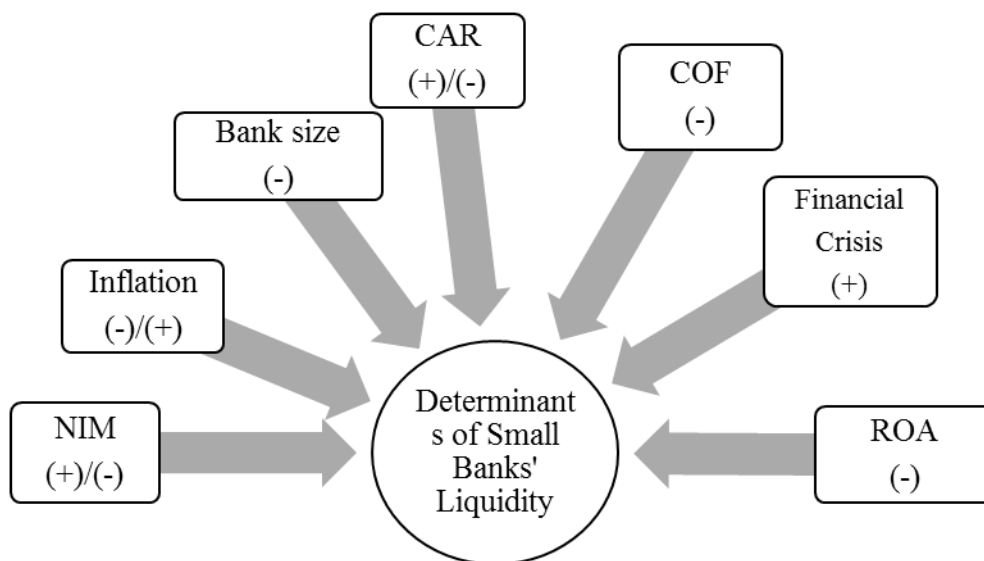 CAR
(+)/(-)
COF
(-)
Bank size
(-)
Financial
Crisis
(+)
Inflation
(-)/(+)
NIM
(+)/(-)
Determinant
s of Small
Banks'
Liquidity
ROA
(-)